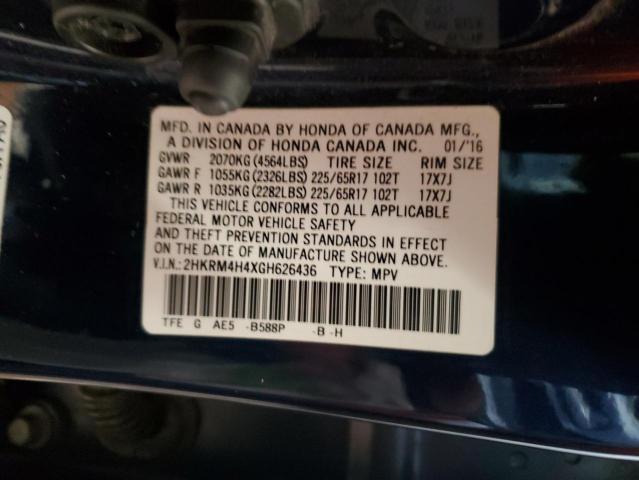 MFD. IN CANADA BY HONDA OF CANADA MFG.,
A DIVISION OF HONDA CANADA INC. 01/'16
GVWR 2070KG (4564LBS) TIRE SIZE RIM SIZE
GAWR F 1055KG (2326LBS) 225/65R17 102T 17X7J
GAWR R 1035KG (2282LBS) 225/65R17 102T 17X7J
THIS VEHICLE CONFORMS TO ALL APPLICABLE
FEDERAL MOTOR VEHICLE SAFETY
AND THEFT PREVENTION STANDARDS IN EFFECT
ON THE DATE OF MANUFACTURE SHOWN ABOVE.
V.I.N.: 2HKRM4H4XGH626436 TYPE: MPV
TFE G AE5 -B588P -B -H